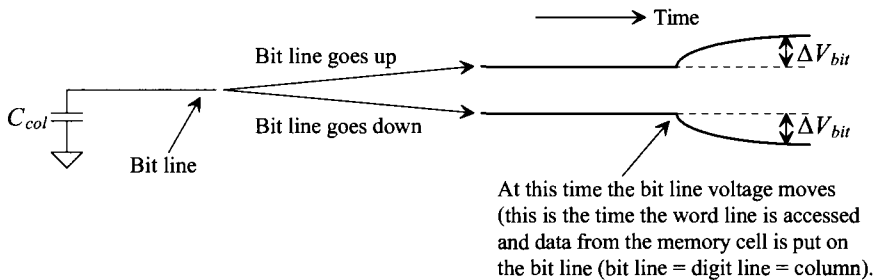 Time
Bit line goes up
ΔV_bit
C_col
Bit line goes down
ΔV_bit
Bit line
At this time the bit line voltage moves
(this is the time the word line is accessed
and data from the memory cell is put on
the bit line (bit line = digit line = column).